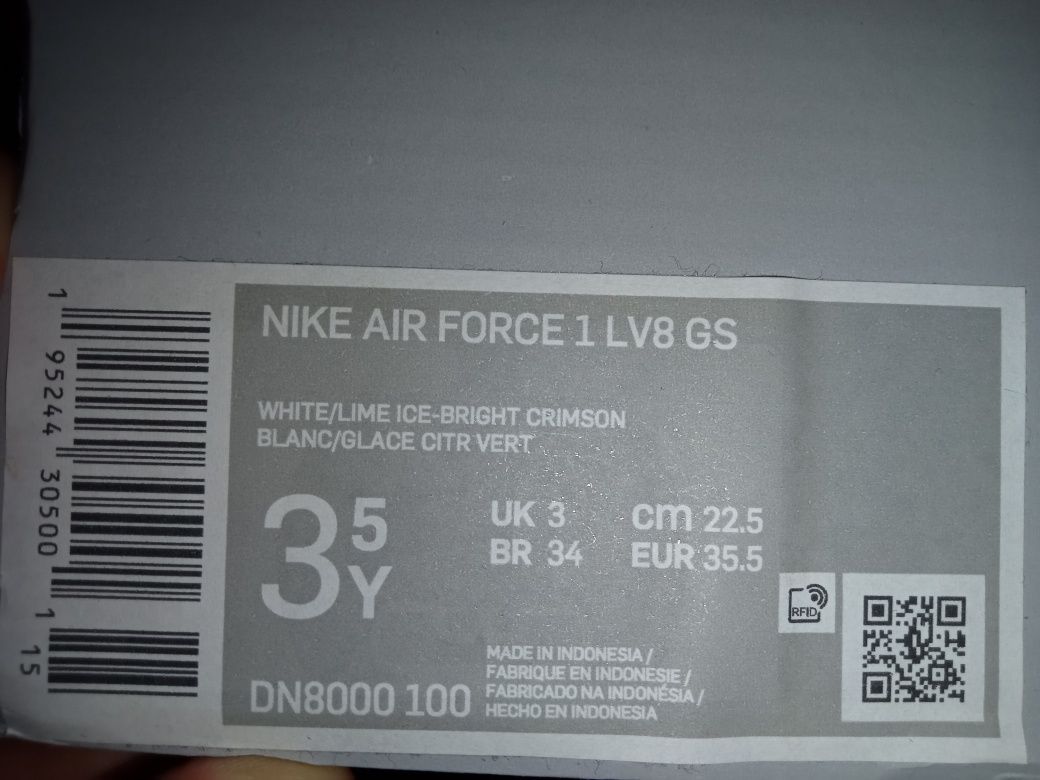 NIKE AIR FORCE 1 LV8 GS
WHITE/LIME ICE-BRIGHT CRIMSON
BLANC/GLACE CITR VERT
3 5 Y
UK 3 cm 22.5
BR 34 EUR 35.5
RFID
DN8000 100
MADE IN INDONESIA /
FABRIQUE EN INDONESIE /
FABRICADO NA INDONÉSIA /
HECHO EN INDONESIA
1 95244 30500 1 15